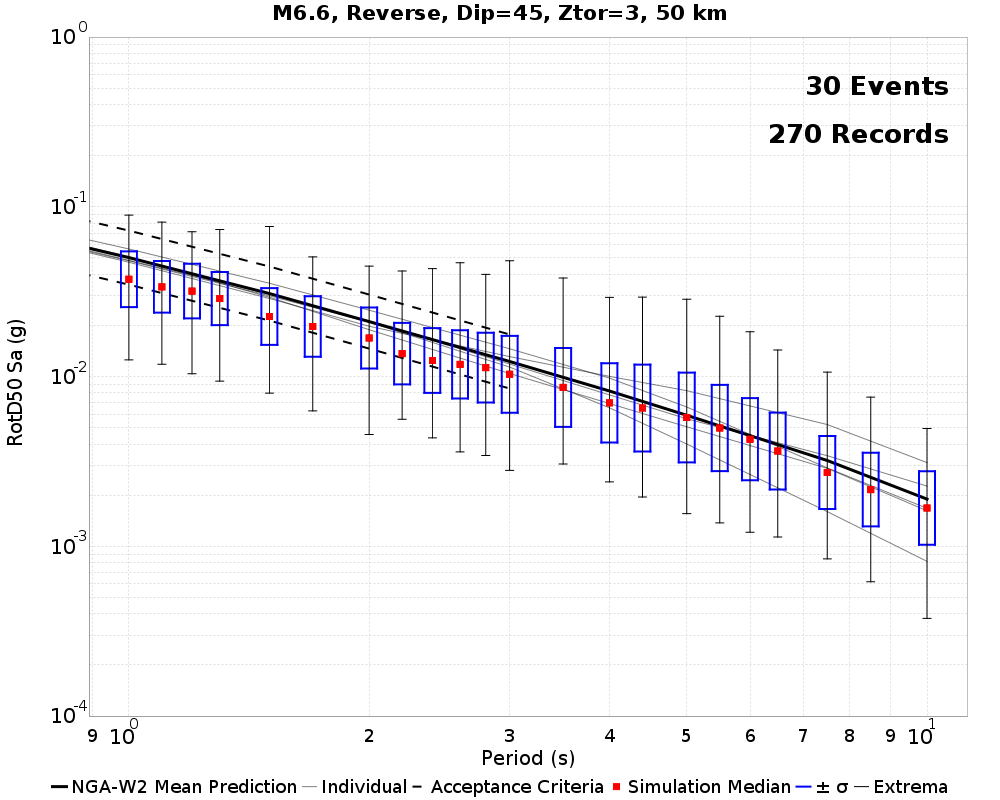 M6.6, Reverse, Dip=45, Ztor=3, 50 km
30 Events
270 Records
RotD50 Sa (g)
10^0
10^-1
10^-2
10^-3
10^-4
9 10^0 2 3 4 5 6 7 8 9 10^1
Period (s)
NGA-W2 Mean Prediction Individual Acceptance Criteria Simulation Median ± σ Extrema